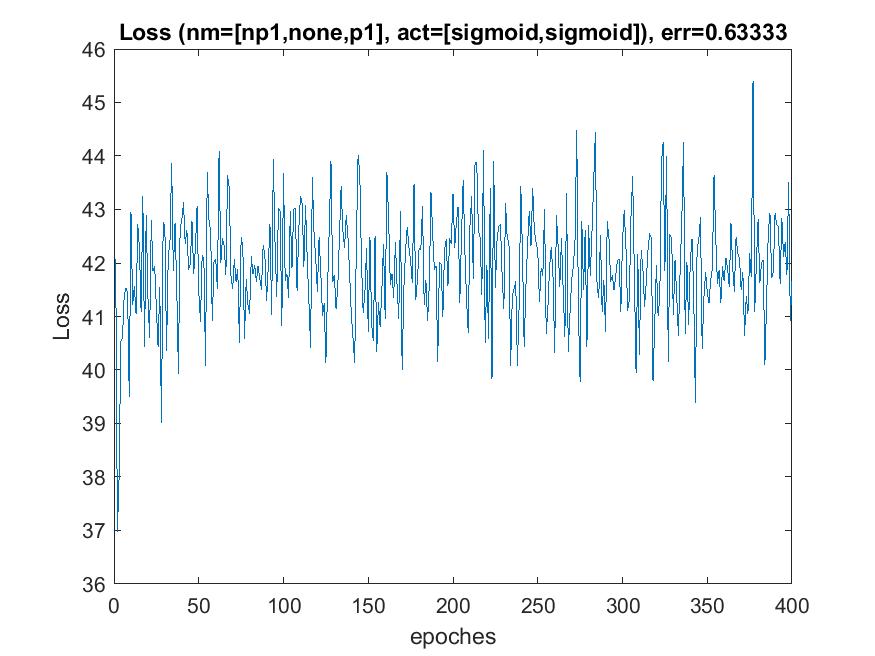 Loss (nm=[np1,none,p1], act=[sigmoid,sigmoid]), err=0.63333
46
45
44
43
42
41
40
39
38
37
36
Loss
0 50 100 150 200 250 300 350 400
epoches